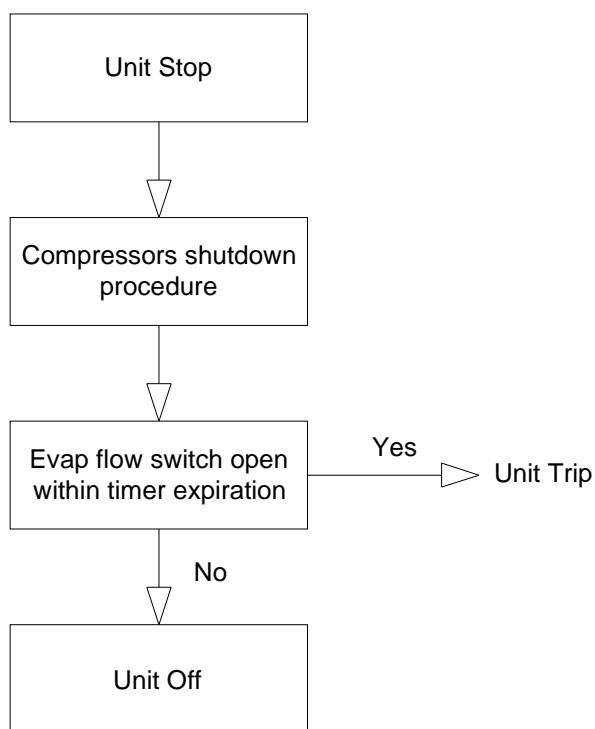 Unit Stop
Compressors shutdown
procedure
Evap flow switch open
within timer expiration
Yes
Unit Trip
No
Unit Off